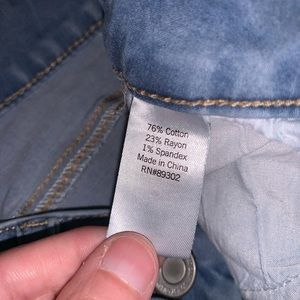 76% Cotton
23% Rayon
1% Spandex
Made in China
RN#89302